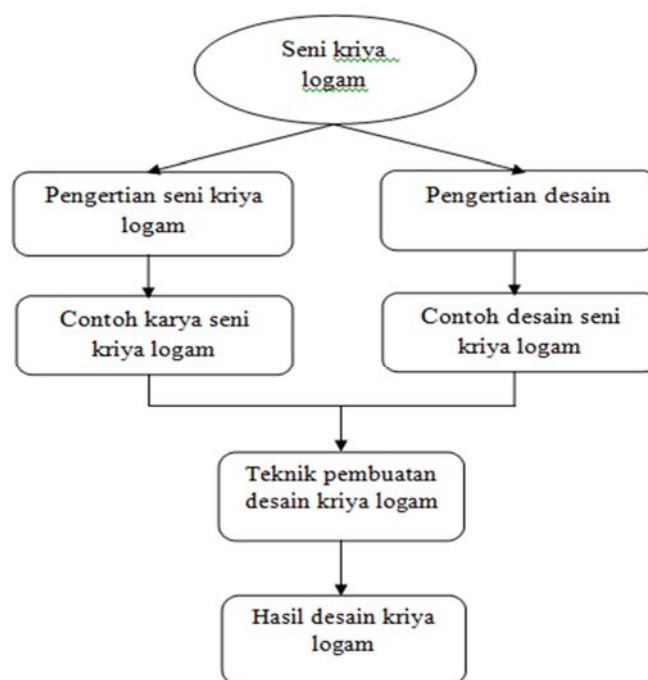 Seni kriya
logam
Pengertian seni kriya
logam
Pengertian desain
Contoh karya seni
kriya logam
Contoh desain seni
kriya logam
Teknik pembuatan
desain kriya logam
Hasil desain kriya
logam